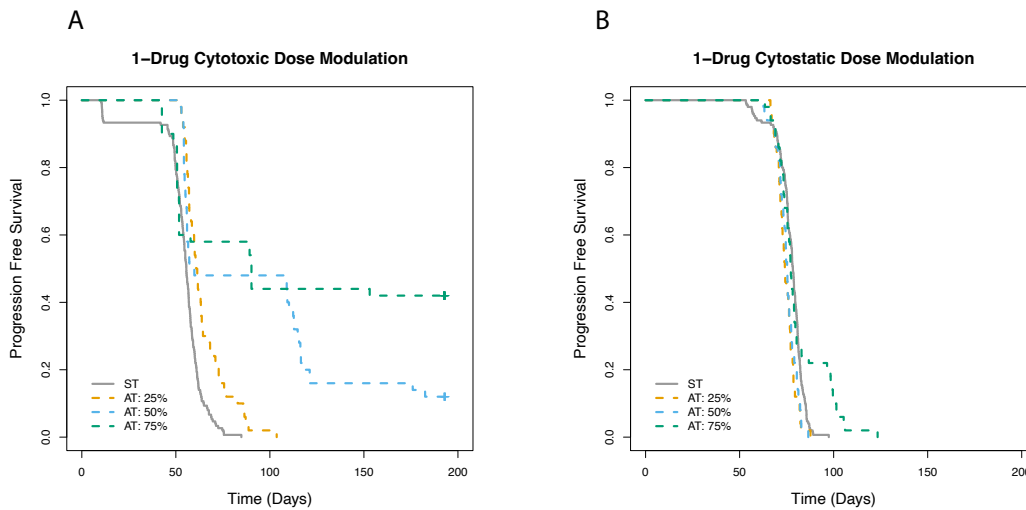 A
1−Drug Cytotoxic Dose Modulation
Progression Free Survival
1.0
0.8
0.6
0.4
0.2
0.0
ST
AT: 25%
AT: 50%
AT: 75%
0 50 100 150 200
Time (Days)
B
1−Drug Cytostatic Dose Modulation
Progression Free Survival
1.0
0.8
0.6
0.4
0.2
0.0
ST
AT: 25%
AT: 50%
AT: 75%
0 50 100 150 200
Time (Days)